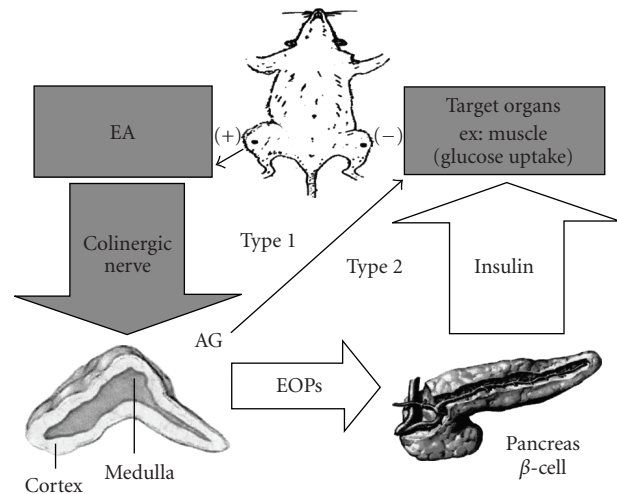 EA
(+)
(−)
Target organs
ex: muscle
(glucose uptake)
Colinergic
nerve
Type 1
Type 2
Insulin
AG
EOPs
Cortex
Medulla
Pancreas
β-cell